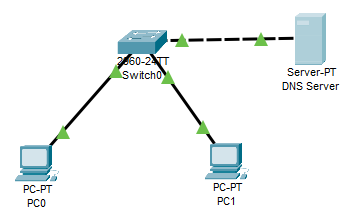 2960-24TT
Switch0
Server-PT
DNS Server
PC-PT
PC0
PC-PT
PC1